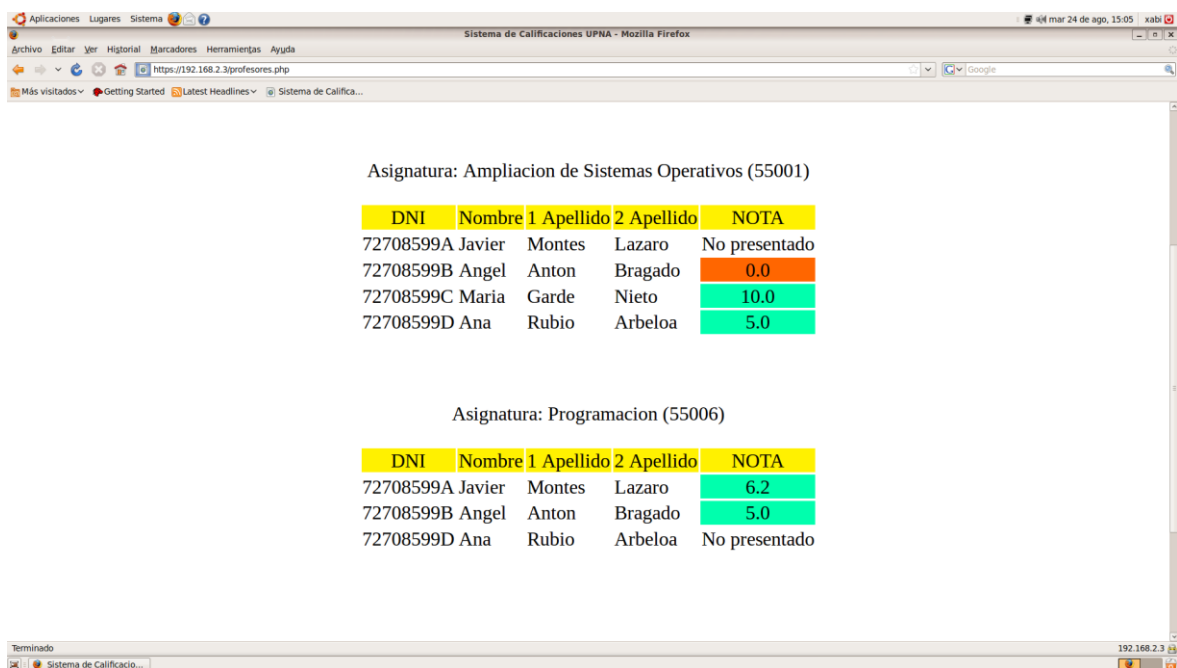 Aplicaciones Lugares Sistema mar 24 de ago, 15:05 xabi
Sistema de Calificaciones UPNA - Mozilla Firefox
Archivo Editar Ver Historial Marcadores Herramientas Ayuda
https://192.168.2.3/profesores.php Google
Más visitados Getting Started Latest Headlines Sistema de Califica...
Asignatura: Ampliacion de Sistemas Operativos (55001)
DNI Nombre 1 Apellido 2 Apellido NOTA
72708599A Javier Montes Lazaro No presentado
72708599B Angel Anton Bragado 0.0
72708599C Maria Garde Nieto 10.0
72708599D Ana Rubio Arbeloa 5.0
Asignatura: Programacion (55006)
DNI Nombre 1 Apellido 2 Apellido NOTA
72708599A Javier Montes Lazaro 6.2
72708599B Angel Anton Bragado 5.0
72708599D Ana Rubio Arbeloa No presentado
Terminado 192.168.2.3
Sistema de Calificacio...